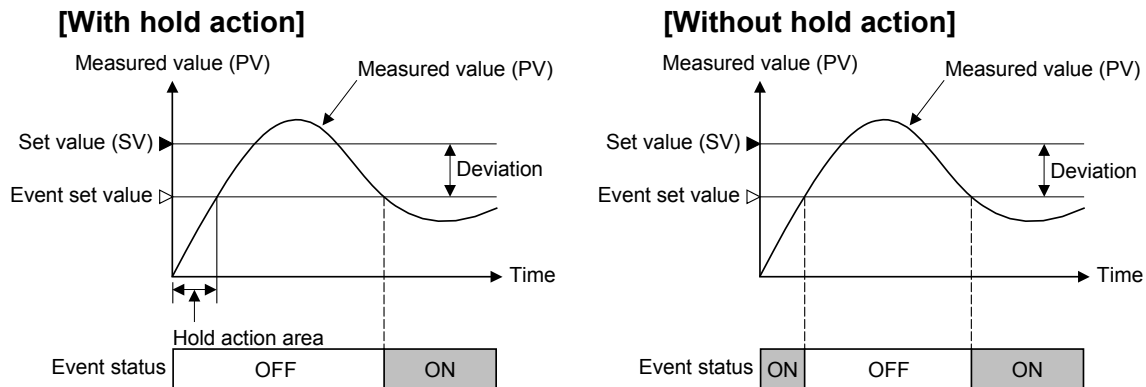 [With hold action]
Measured value (PV)
Measured value (PV)
Set value (SV)
Deviation
Event set value
Time
Hold action area
Event status
OFF
ON
[Without hold action]
Measured value (PV)
Measured value (PV)
Set value (SV)
Deviation
Event set value
Time
Event status
ON
OFF
ON